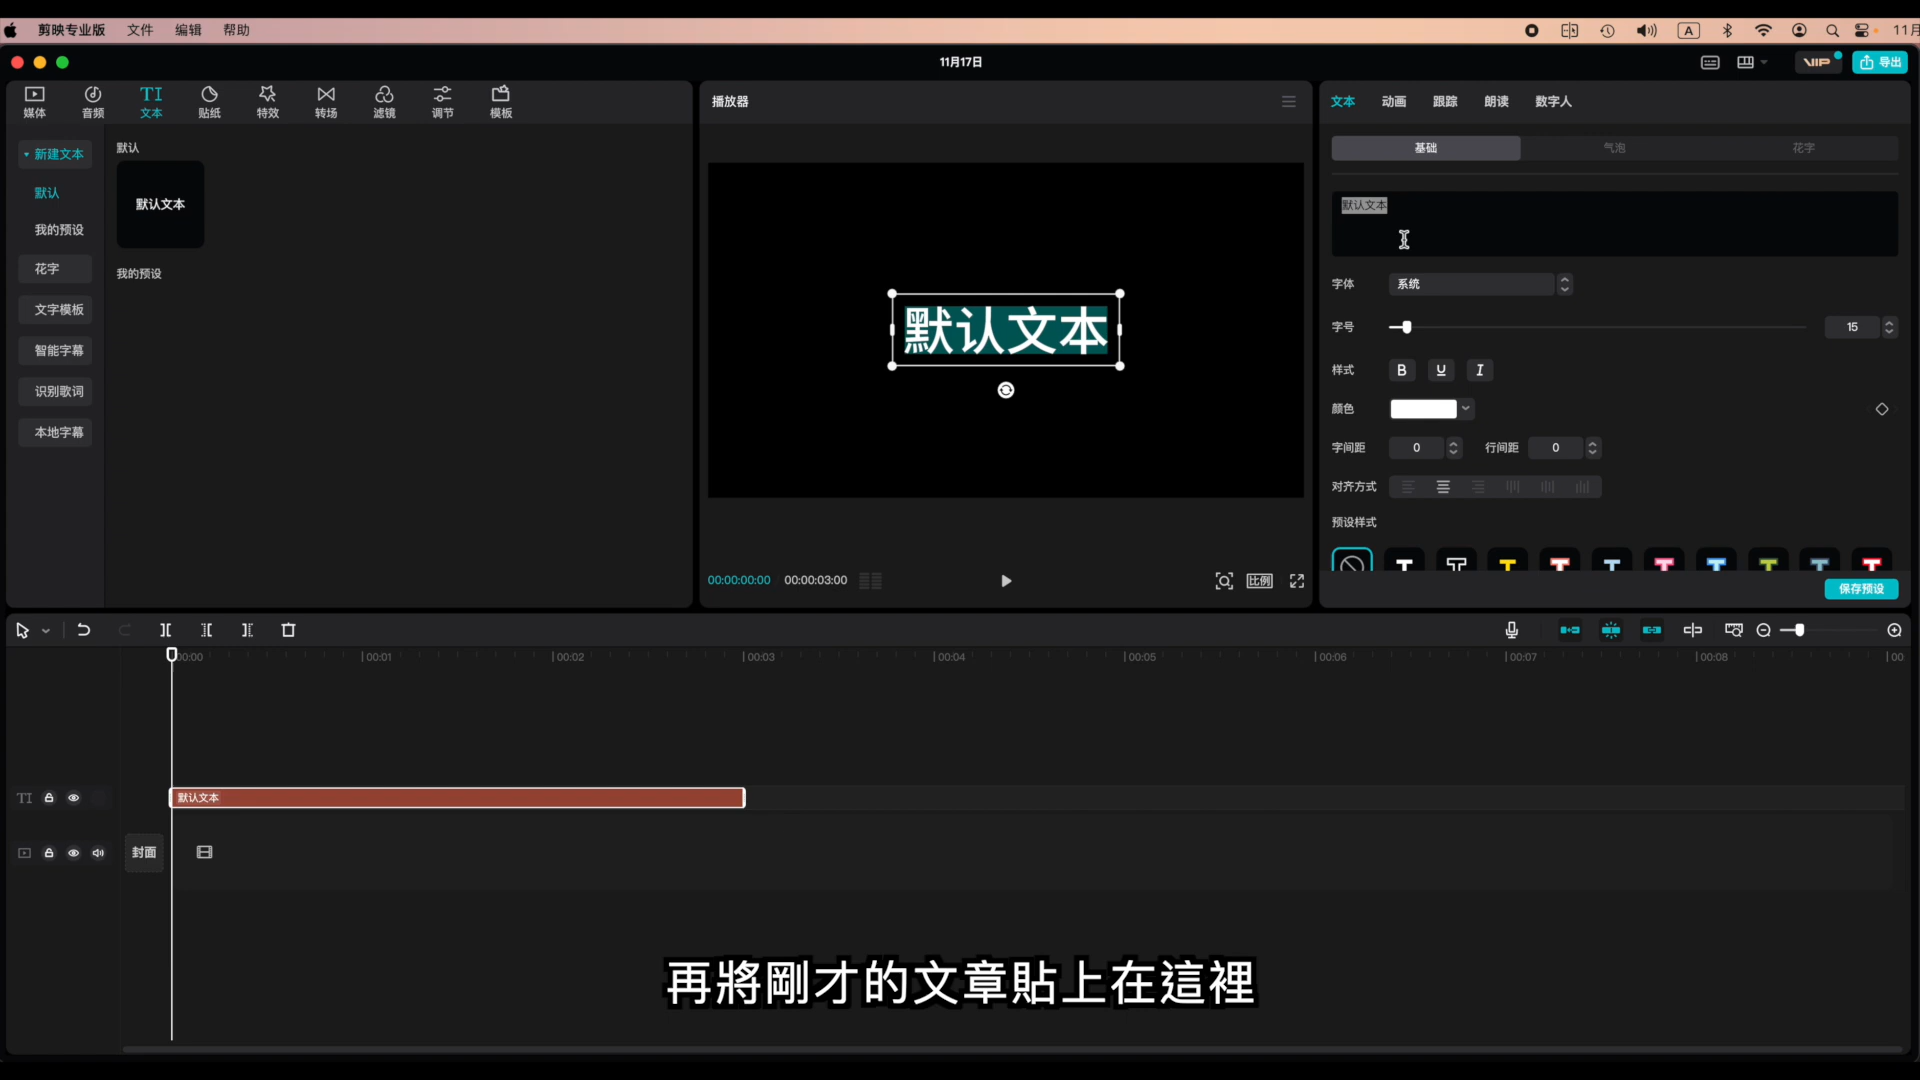 剪映专业版 文件 编辑 帮助
A 11月
11月17日
VIP 导出
媒体 音频 文本 贴纸 特效 转场 滤镜 调节 模板
新建文本
默认
我的预设
花字
文字模板
智能字幕
识别歌词
本地字幕
默认
默认文本
我的预设
播放器
默认文本
00:00:00:00 00:00:03:00
比例
文本 动画 跟踪 朗读 数字人
基础 气泡 花字
默认文本
字体 系统
字号 15
样式 B U I
颜色
字间距 0 行间距 0
对齐方式
预设样式
T T T T T T T T T T
保存预设
00:00 00:01 00:02 00:03 00:04 00:05 00:06 00:07 00:08 00
TI 默认文本
封面
再將剛才的文章貼上在這裡